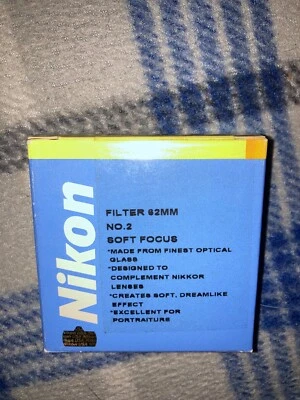 Nikon
FILTER 62MM
NO.2
SOFT FOCUS
*MADE FROM FINEST OPTICAL
GLASS
*DESIGNED TO
COMPLEMENT NIKKOR
LENSES
*CREATES SOFT, DREAMLIKE
EFFECT
*EXCELLENT FOR
PORTRAITURE